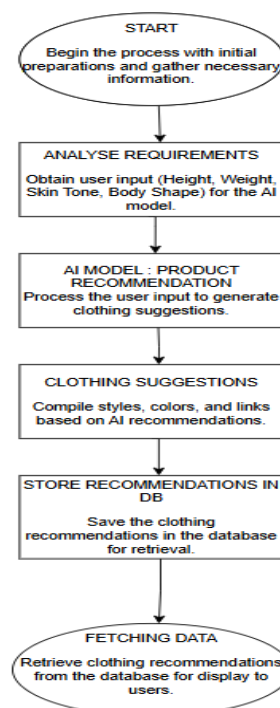 START
Begin the process with initial
preparations and gather necessary
information.
ANALYSE REQUIREMENTS
Obtain user input (Height, Weight,
Skin Tone, Body Shape) for the AI
model.
AI MODEL : PRODUCT
RECOMMENDATION
Process the user input to generate
clothing suggestions.
CLOTHING SUGGESTIONS
Compile styles, colors, and links
based on AI recommendations.
STORE RECOMMENDATIONS IN
DB
Save the clothing
recommendations in the database
for retrieval.
FETCHING DATA
Retrieve clothing recommendations
from the database for display to
users.